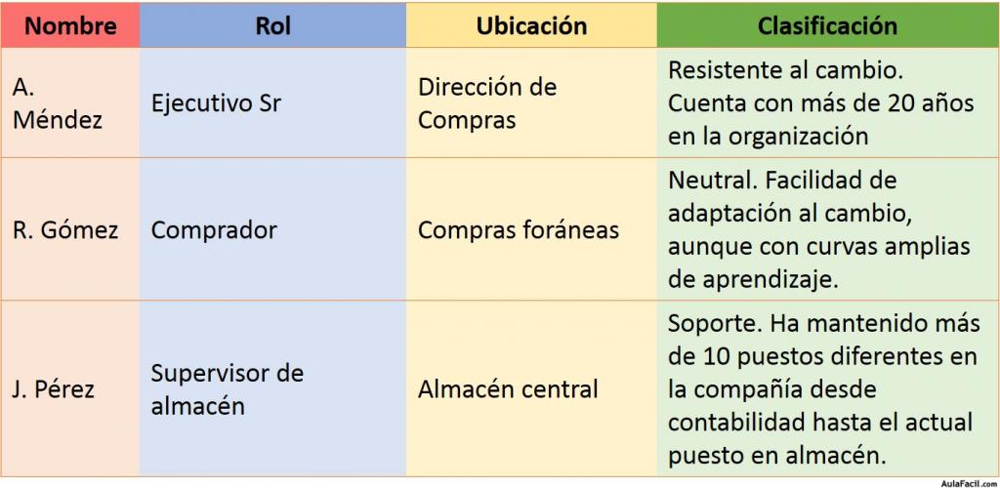 Nombre Rol Ubicación Clasificación
A.
Méndez
Ejecutivo Sr
Dirección de
Compras
Resistente al cambio.
Cuenta con más de 20 años
en la organización
R. Gómez
Comprador
Compras foráneas
Neutral. Facilidad de
adaptación al cambio,
aunque con curvas amplias
de aprendizaje.
J. Pérez
Supervisor de
almacén
Almacén central
Soporte. Ha mantenido más
de 10 puestos diferentes en
la compañía desde
contabilidad hasta el actual
puesto en almacén.
AulaFacil.com